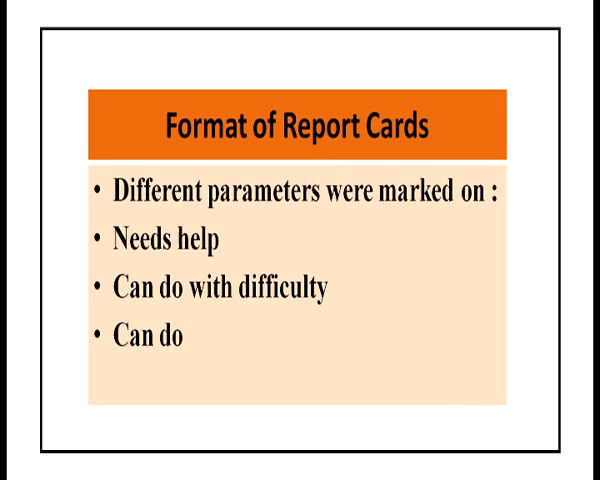 Format of Report Cards
• Different parameters were marked on :
• Needs help
• Can do with difficulty
• Can do